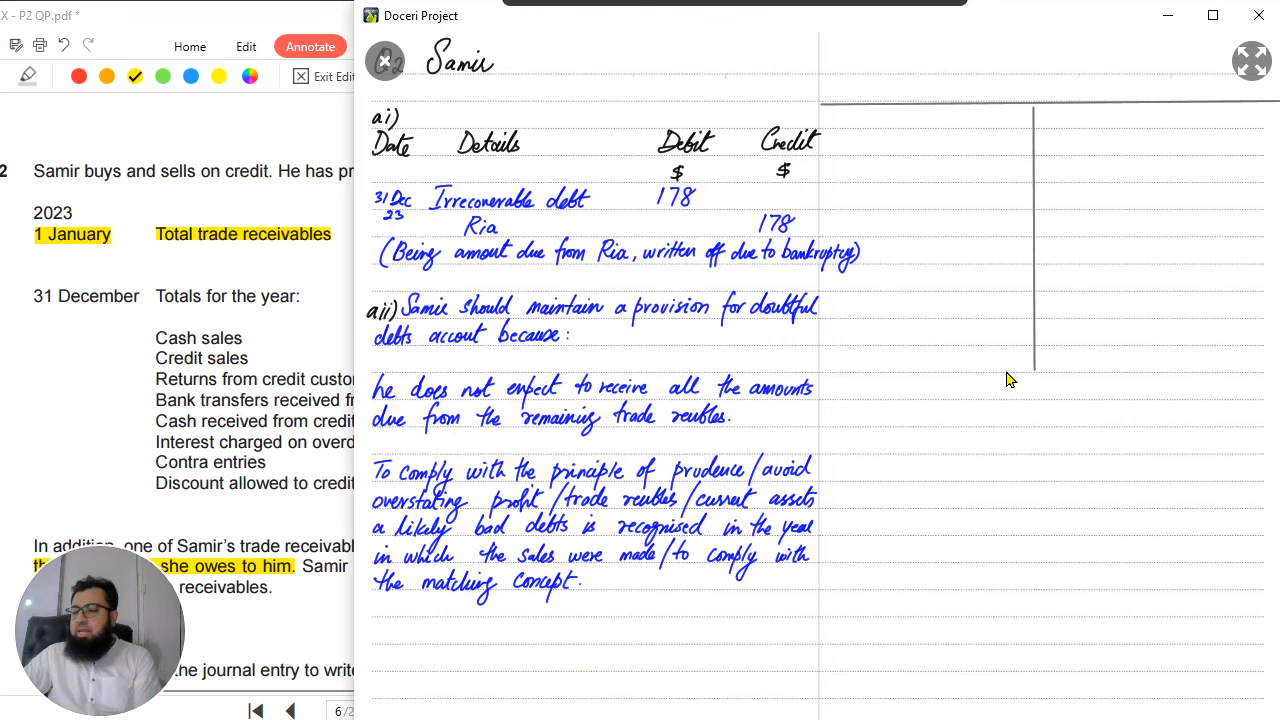 X - P2 QP.pdf *
Doceri Project
Home
Edit
Annotate
Exit Edi
2
Samir buys and sells on credit. He has pr
2023
1 January
Total trade receivables
31 December
Totals for the year:
Cash sales
Credit sales
Returns from credit custo
Bank transfers received f
Cash received from credit
Interest charged on overd
Contra entries
Discount allowed to credit
In addition, one of Samir's trade receivabl
she owes to him. Samir
receivables.
the journal entry to write
6/2
Q2 Samir
ai)
Date Details Debit Credit
$ $
31 Dec 23 Irreconerable debt 178
Ria 178
(Being amount due from Ria, written off due to bankruptcy)
aii) Samir should maintain a provision for doubtful
debts account because:
he does not expect to receive all the amounts
due from the remaining trade reubles.
To comply with the principle of prudence/avoid
overstating profit/trade reubles/current assets
a likely bad debts is recognised in the year
in which the sales were made/to comply with
the matching concept.